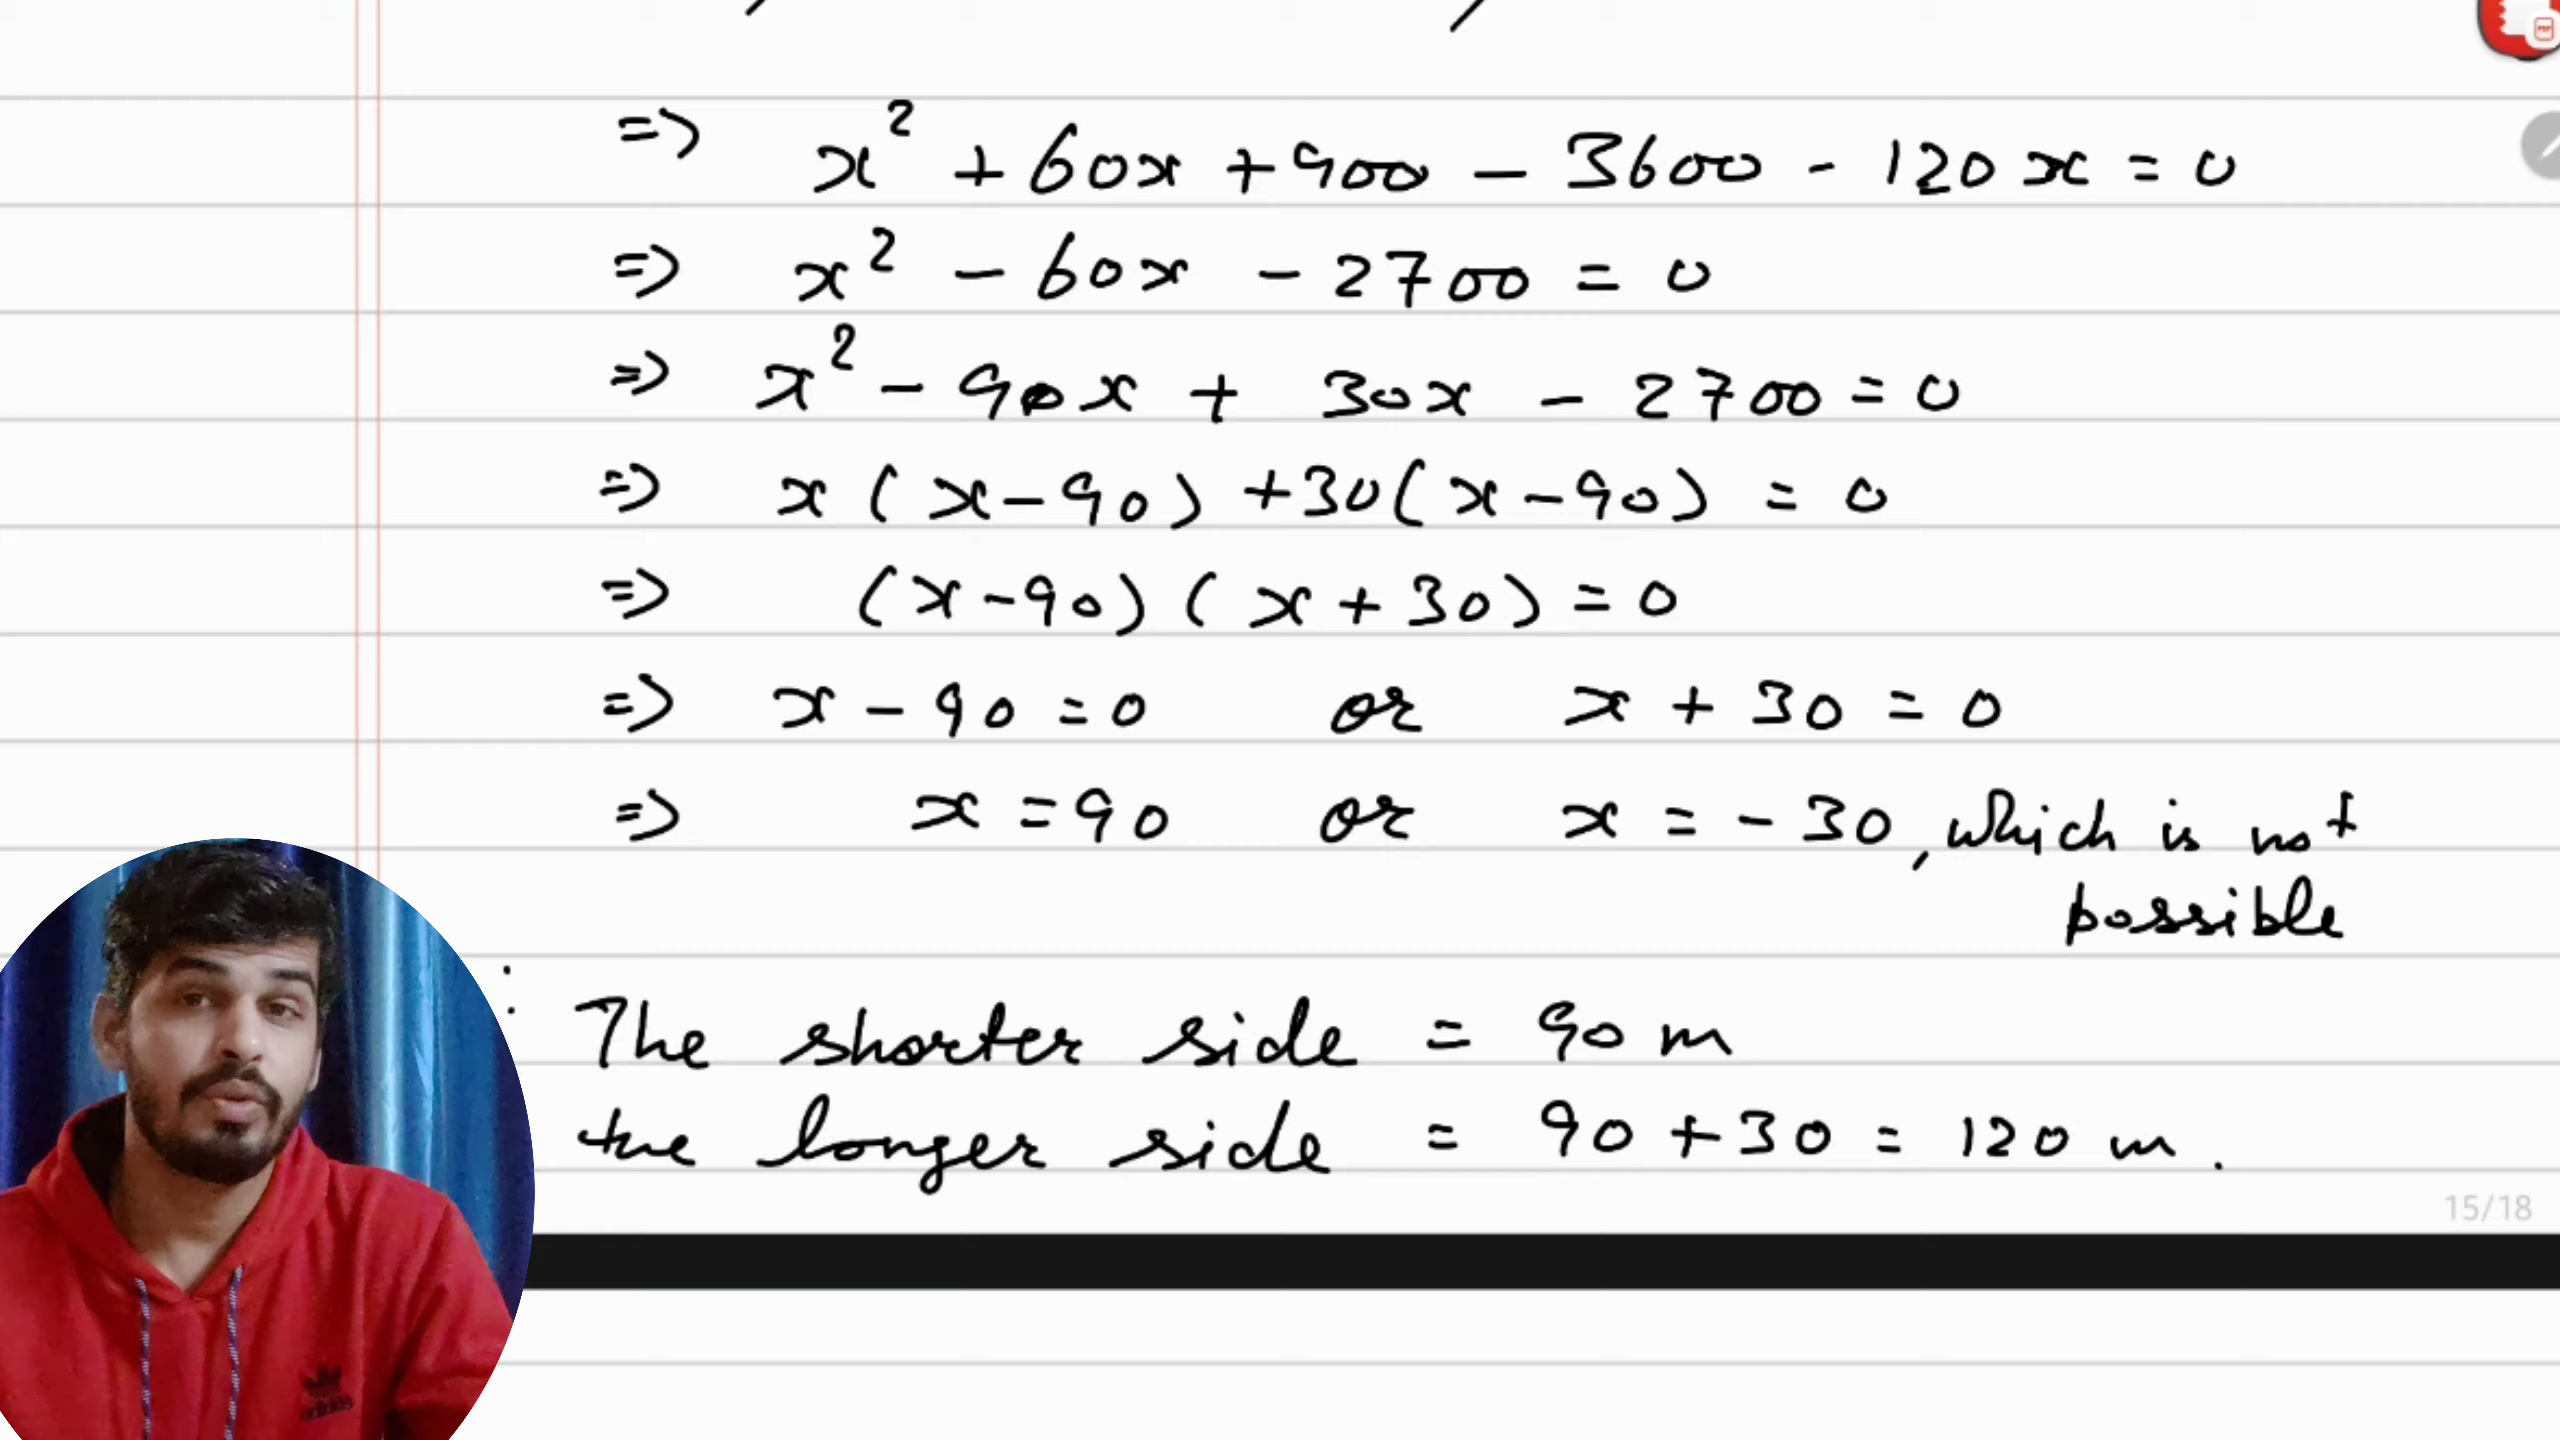 => x² + 60x + 900 - 3600 - 120x = 0
=> x² - 60x - 2700 = 0
=> x² - 90x + 30x - 2700 = 0
=> x (x-90) +30(x-90) = 0
=> (x-90) (x+30) = 0
=> x - 90 = 0 or x + 30 = 0
=> x = 90 or x = -30, which is not
possible
The shorter side = 90 m
the longer side = 90 + 30 = 120 m.
15/18
adidas